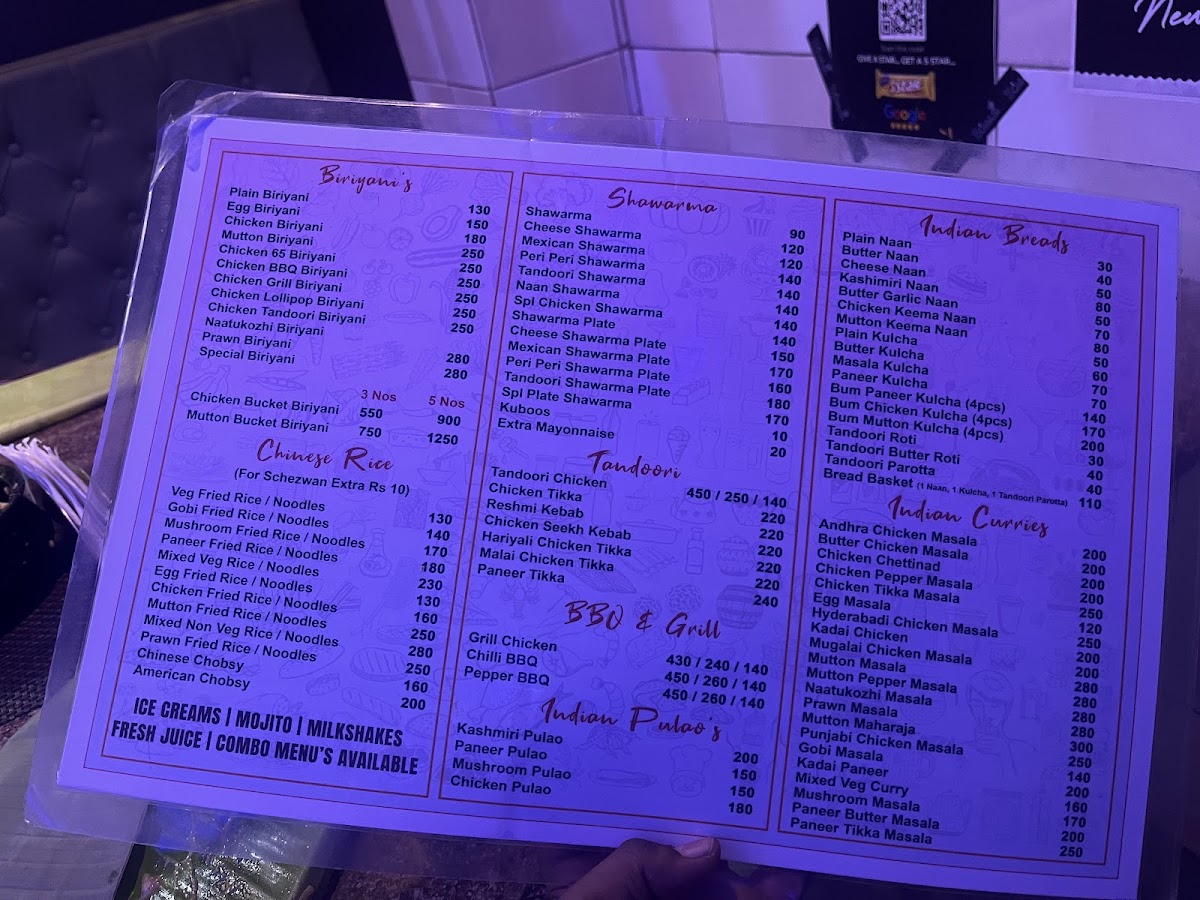 Biriyani's
Plain Biriyani 130
Egg Biriyani 150
Chicken Biriyani 180
Mutton Biriyani 250
Chicken 65 Biriyani 250
Chicken BBQ Biriyani 250
Chicken Grill Biriyani 250
Chicken Lollipop Biriyani 250
Chicken Tandoori Biriyani 250
Naatukozhi Biriyani
Prawn Biriyani 280
Special Biriyani 280
3 Nos 5 Nos
Chicken Bucket Biriyani 550 900
Mutton Bucket Biriyani 750 1250
Chinese Rice
(For Schezwan Extra Rs 10)
Veg Fried Rice / Noodles 130
Gobi Fried Rice / Noodles 140
Mushroom Fried Rice / Noodles 170
Paneer Fried Rice / Noodles 180
Mixed Veg Rice / Noodles 230
Egg Fried Rice / Noodles 130
Chicken Fried Rice / Noodles 160
Mutton Fried Rice / Noodles 250
Mixed Non Veg Rice / Noodles 280
Prawn Fried Rice / Noodles 250
Chinese Chobsy 160
American Chobsy 200
ICE CREAMS | MOJITO | MILKSHAKES
FRESH JUICE | COMBO MENU'S AVAILABLE
Shawarma
Shawarma 90
Cheese Shawarma 120
Mexican Shawarma 120
Peri Peri Shawarma 140
Tandoori Shawarma 140
Naan Shawarma 140
Spl Chicken Shawarma 140
Shawarma Plate 140
Cheese Shawarma Plate 150
Mexican Shawarma Plate 170
Peri Peri Shawarma Plate 160
Tandoori Shawarma Plate 180
Spl Plate Shawarma 170
Kuboos 10
Extra Mayonnaise 20
Tandoori
Tandoori Chicken 450 / 250 / 140
Chicken Tikka 220
Reshmi Kebab 220
Chicken Seekh Kebab 220
Hariyali Chicken Tikka 220
Malai Chicken Tikka 220
Paneer Tikka 240
BBQ & Grill
Grill Chicken 430 / 240 / 140
Chilli BBQ 450 / 260 / 140
Pepper BBQ 450 / 260 / 140
Indian Pulao's
Kashmiri Pulao 200
Paneer Pulao 150
Mushroom Pulao 150
Chicken Pulao 180
Indian Breads
Plain Naan 30
Butter Naan 40
Cheese Naan 50
Kashimiri Naan 80
Butter Garlic Naan 50
Chicken Keema Naan 70
Mutton Keema Naan 80
Plain Kulcha 50
Butter Kulcha 60
Masala Kulcha 70
Paneer Kulcha 70
Bum Paneer Kulcha (4pcs) 140
Bum Chicken Kulcha (4pcs) 170
Bum Mutton Kulcha (4pcs) 200
Tandoori Roti 30
Tandoori Butter Roti 40
Tandoori Parotta 40
Bread Basket (1 Naan, 1 Kulcha, 1 Tandoori Parotta) 110
Indian Curries
Andhra Chicken Masala 200
Butter Chicken Masala 200
Chicken Chettinad 200
Chicken Pepper Masala 200
Chicken Tikka Masala 250
Egg Masala 120
Hyderabadi Chicken Masala 250
Kadai Chicken 200
Mugalai Chicken Masala 200
Mutton Masala 280
Mutton Pepper Masala 280
Naatukozhi Masala 280
Prawn Masala 280
Mutton Maharaja 300
Punjabi Chicken Masala 250
Gobi Masala 140
Kadai Paneer 200
Mixed Veg Curry 160
Mushroom Masala 170
Paneer Butter Masala 200
Paneer Tikka Masala 250
GIVE A STAR... GET A 5 STAR...
5 STAR
Google